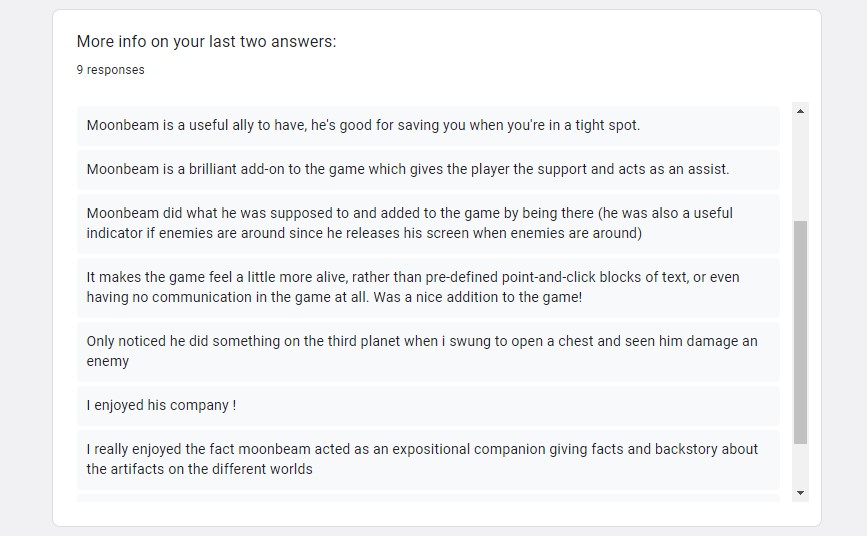 More info on your last two answers:
9 responses
Moonbeam is a useful ally to have, he's good for saving you when you're in a tight spot.
Moonbeam is a brilliant add-on to the game which gives the player the support and acts as an assist.
Moonbeam did what he was supposed to and added to the game by being there (he was also a useful
indicator if enemies are around since he releases his screen when enemies are around)
It makes the game feel a little more alive, rather than pre-defined point-and-click blocks of text, or even
having no communication in the game at all. Was a nice addition to the game!
Only noticed he did something on the third planet when i swung to open a chest and seen him damage an
enemy
I enjoyed his company !
I really enjoyed the fact moonbeam acted as an expositional companion giving facts and backstory about
the artifacts on the different worlds